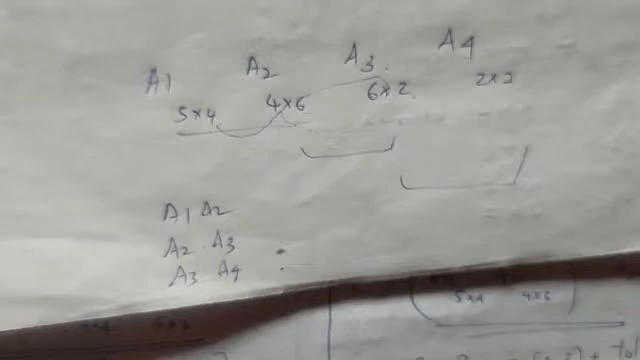 A1 A2 A3 A4
5x4 4x6 6x2 2x2
A1 A2
A2 A3
A3 A4
5x4 4x6